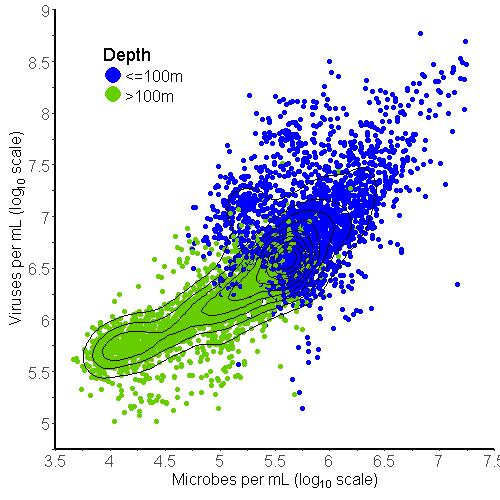 9
8.5
8
7.5
7
6.5
6
5.5
5
Viruses per mL (log10 scale)
Depth
<=100m
>100m
3.5 4 4.5 5 5.5 6 6.5 7 7.5
Microbes per mL (log10 scale)